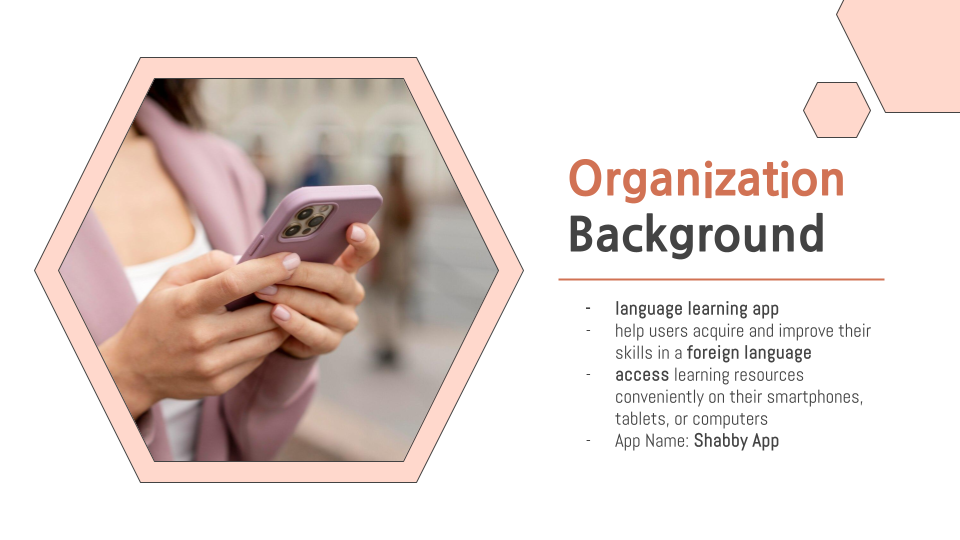 Organization
Background
- language learning app
- help users acquire and improve their
skills in a foreign language
- access learning resources
conveniently on their smartphones,
tablets, or computers
- App Name: Shabby App